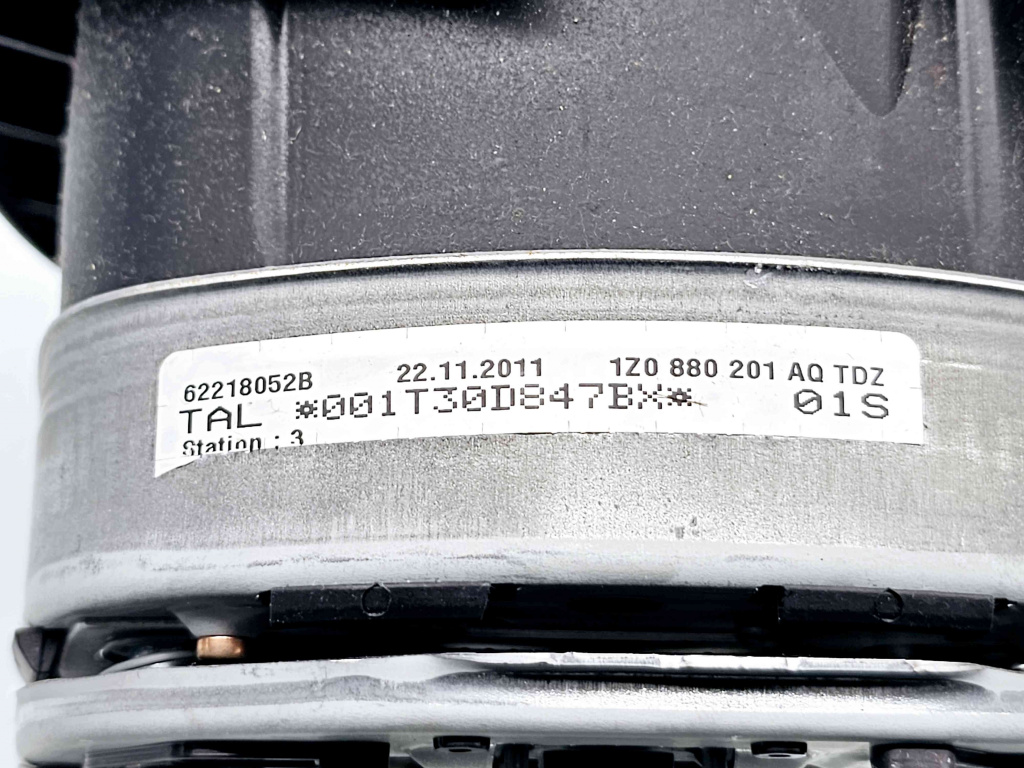 62218052B 22.11.2011 1Z0 880 201 AQ TDZ
TAL *001T30D847BX* 01S
Station : 3